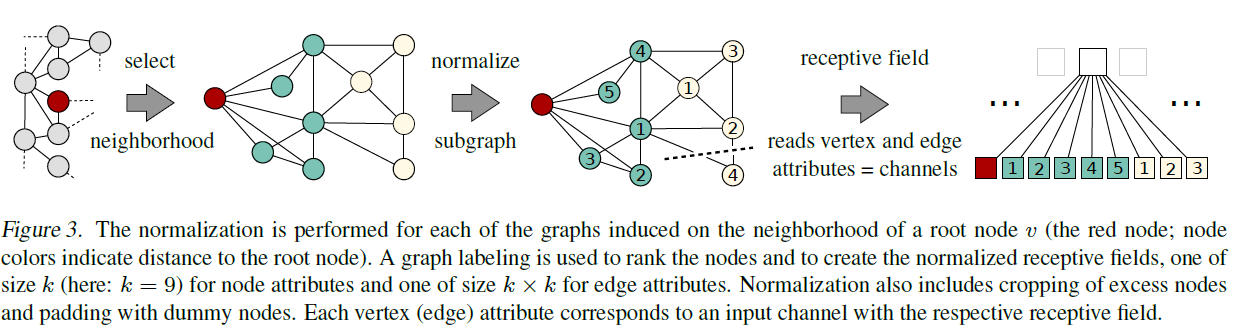 select
neighborhood
normalize
subgraph
4 3
5 1
1 2
3
2 4
receptive field
... ...
reads vertex and edge
attributes = channels
1 2 3 4 5 1 2 3
Figure 3. The normalization is performed for each of the graphs induced on the neighborhood of a root node v (the red node; node
colors indicate distance to the root node). A graph labeling is used to rank the nodes and to create the normalized receptive fields, one of
size k (here: k = 9) for node attributes and one of size k × k for edge attributes. Normalization also includes cropping of excess nodes
and padding with dummy nodes. Each vertex (edge) attribute corresponds to an input channel with the respective receptive field.